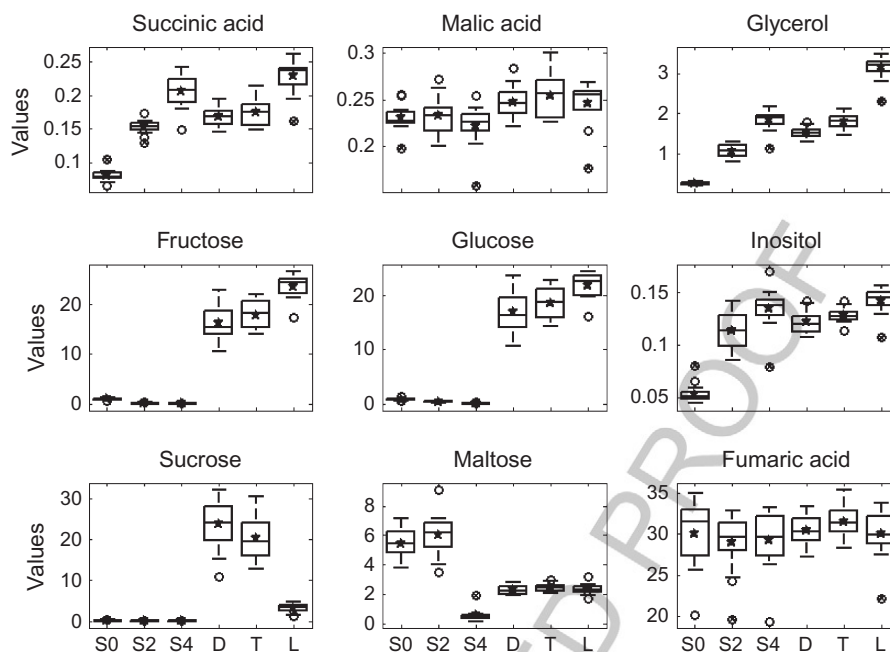 Succinic acid
Malic acid
Glycerol
Values
0.25
0.2
0.15
0.1
0.3
0.25
0.2
3
2
1
Fructose
Glucose
Inositol
Values
20
10
0
20
10
0
0.15
0.1
0.05
Sucrose
Maltose
Fumaric acid
Values
30
20
10
0
8
6
4
2
0
35
30
25
20
S0 S2 S4 D T L
S0 S2 S4 D T L
S0 S2 S4 D T L
ED PROOF